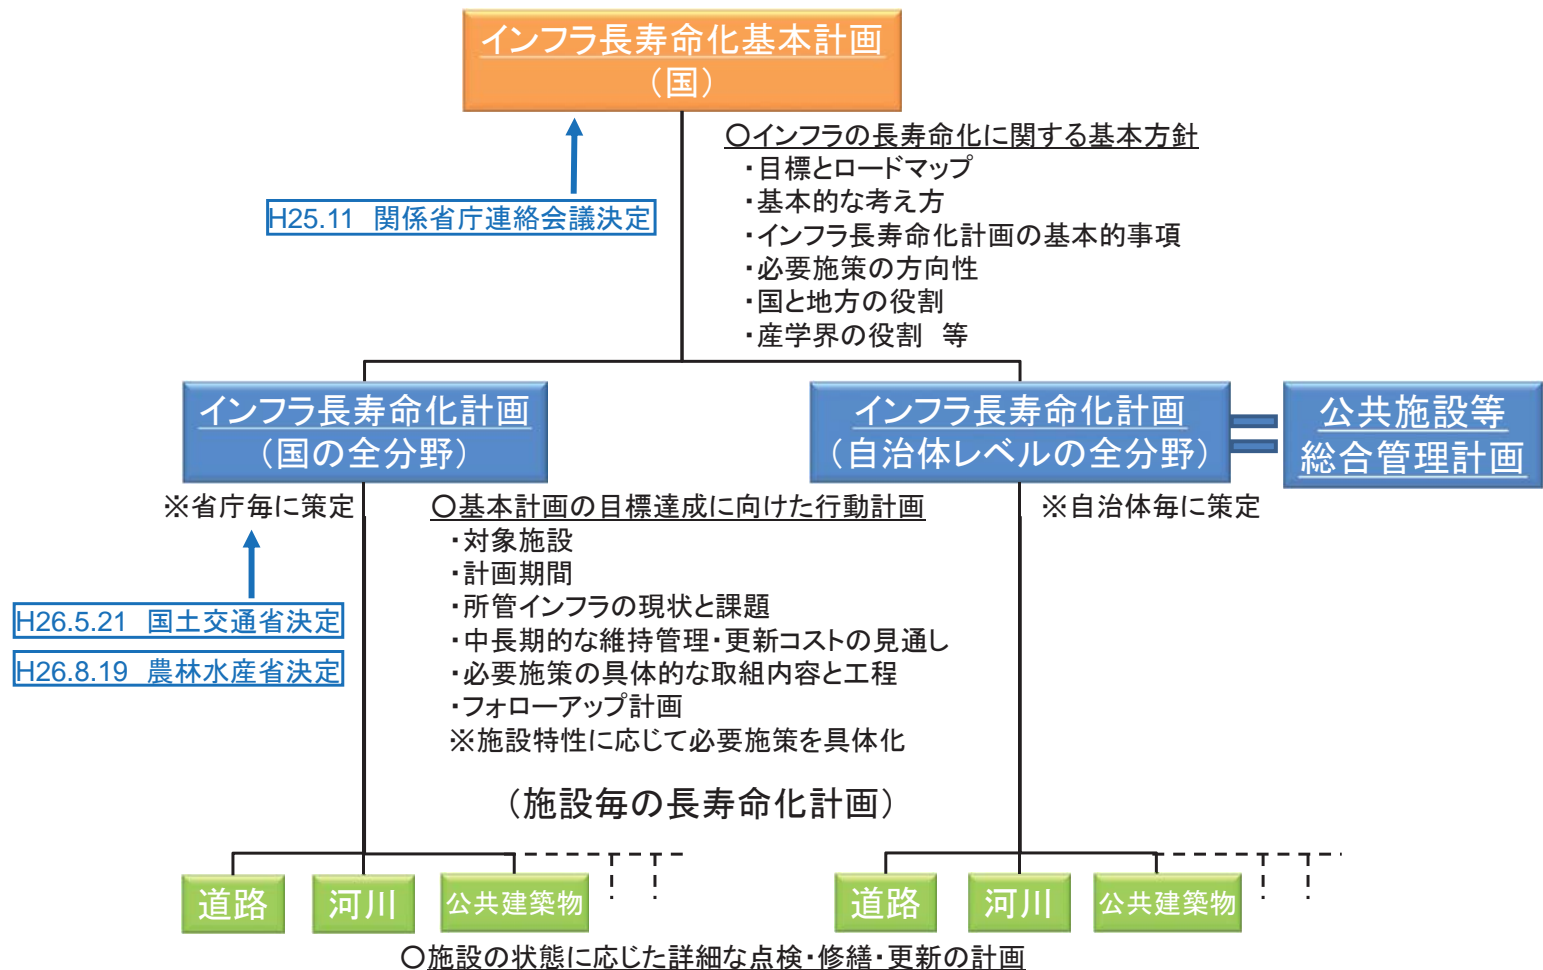 インフラ長寿命化基本計画
（国）
〇インフラの長寿命化に関する基本方針
・目標とロードマップ
・基本的な考え方
・インフラ長寿命化計画の基本的事項
・必要施策の方向性
・国と地方の役割
・産学界の役割　等
H25.11　関係省庁連絡会議決定
インフラ長寿命化計画
（国の全分野）
インフラ長寿命化計画
（自治体レベルの全分野）
公共施設等
総合管理計画
※省庁毎に策定
〇基本計画の目標達成に向けた行動計画
・対象施設
・計画期間
・所管インフラの現状と課題
・中長期的な維持管理・更新コストの見通し
・必要施策の具体的な取組内容と工程
・フォローアップ計画
※施設特性に応じて必要施策を具体化
※自治体毎に策定
H26.5.21　国土交通省決定
H26.8.19　農林水産省決定
（施設毎の長寿命化計画）
道路
河川
公共建築物
道路
河川
公共建築物
〇施設の状態に応じた詳細な点検・修繕・更新の計画